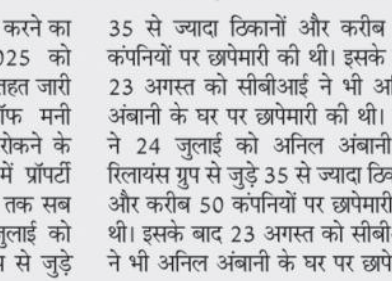 करने का
025 को
तहत जारी
ऑफ मनी
रोकने के
में प्रॉपर्टी
तक सब
जुलाई को
से जुड़े
35 से ज्यादा ठिकानों और करीब
कंपनियों पर छापेमारी की थी। इसके
23 अगस्त को सीबीआई ने भी
अंबानी के घर पर छापेमारी की थी।
ने 24 जुलाई को अनिल अंबानी
रिलायंस ग्रुप से जुड़े 35 से ज्यादा
और करीब 50 कंपनियों पर छापेमारी
थी। इसके बाद 23 अगस्त को सीबी
ने भी अनिल अंबानी के घर पर छापे